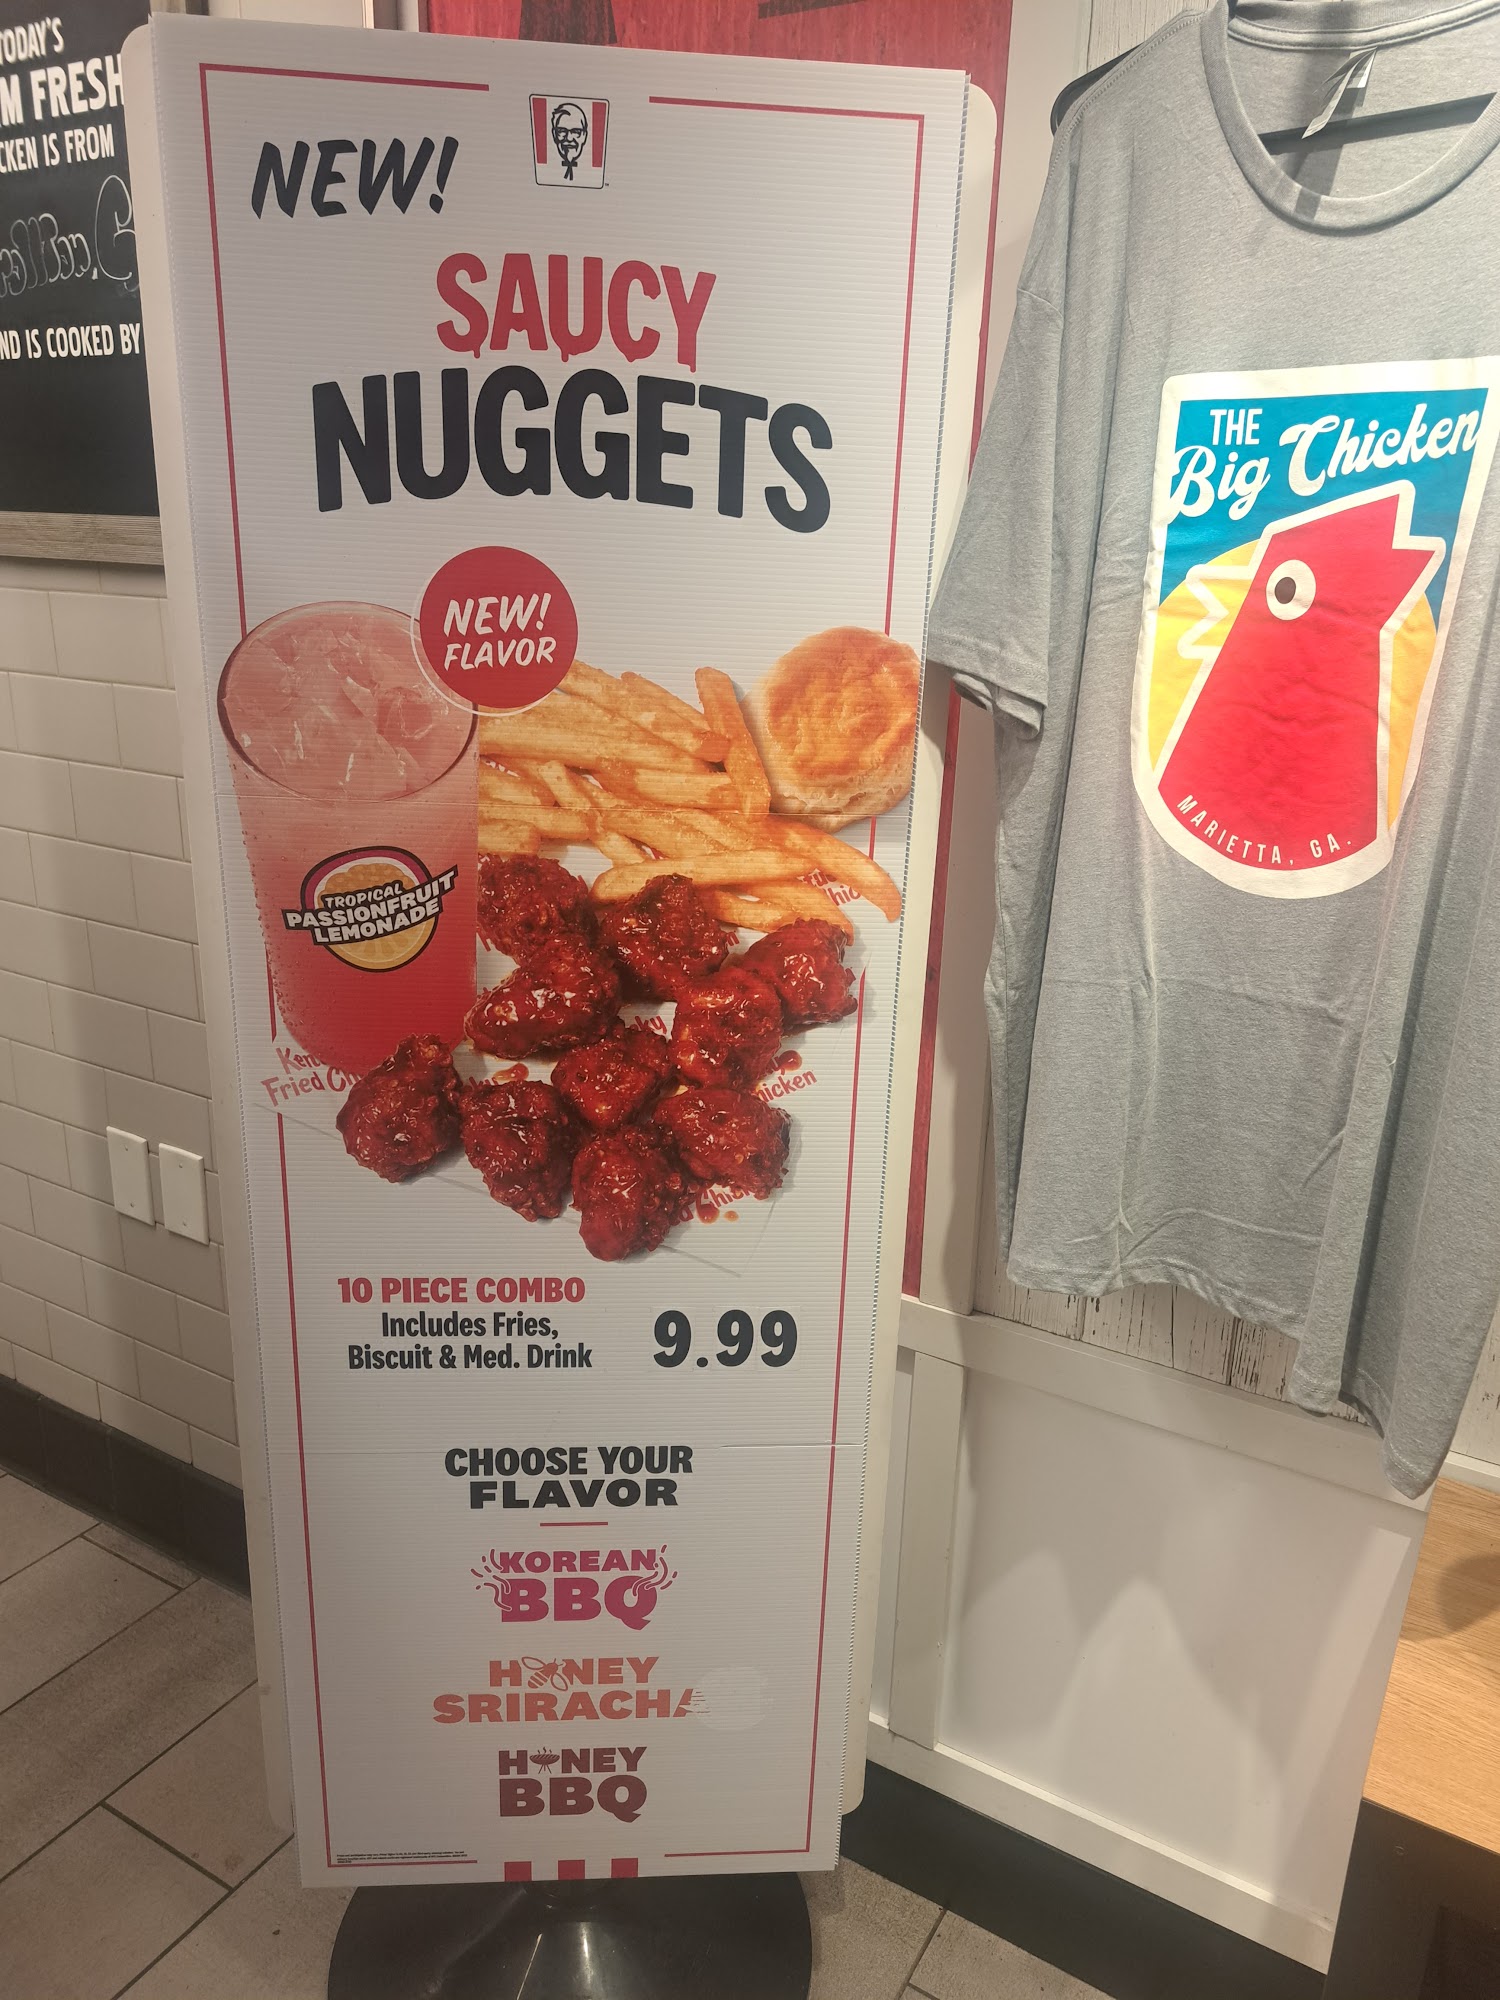 TODAY'S
M FRESH
CKEN IS FROM
ND IS COOKED BY
NEW!
SAUCY
NUGGETS
NEW!
FLAVOR
TROPICAL
PASSIONFRUIT
LEMONADE
Fried
10 PIECE COMBO
Includes Fries,
Biscuit & Med. Drink
9.99
CHOOSE YOUR
FLAVOR
KOREAN
BBQ
HONEY
SRIRACHA
HONEY
BBQ
THE
Big Chicken
MARIETTA, GA.